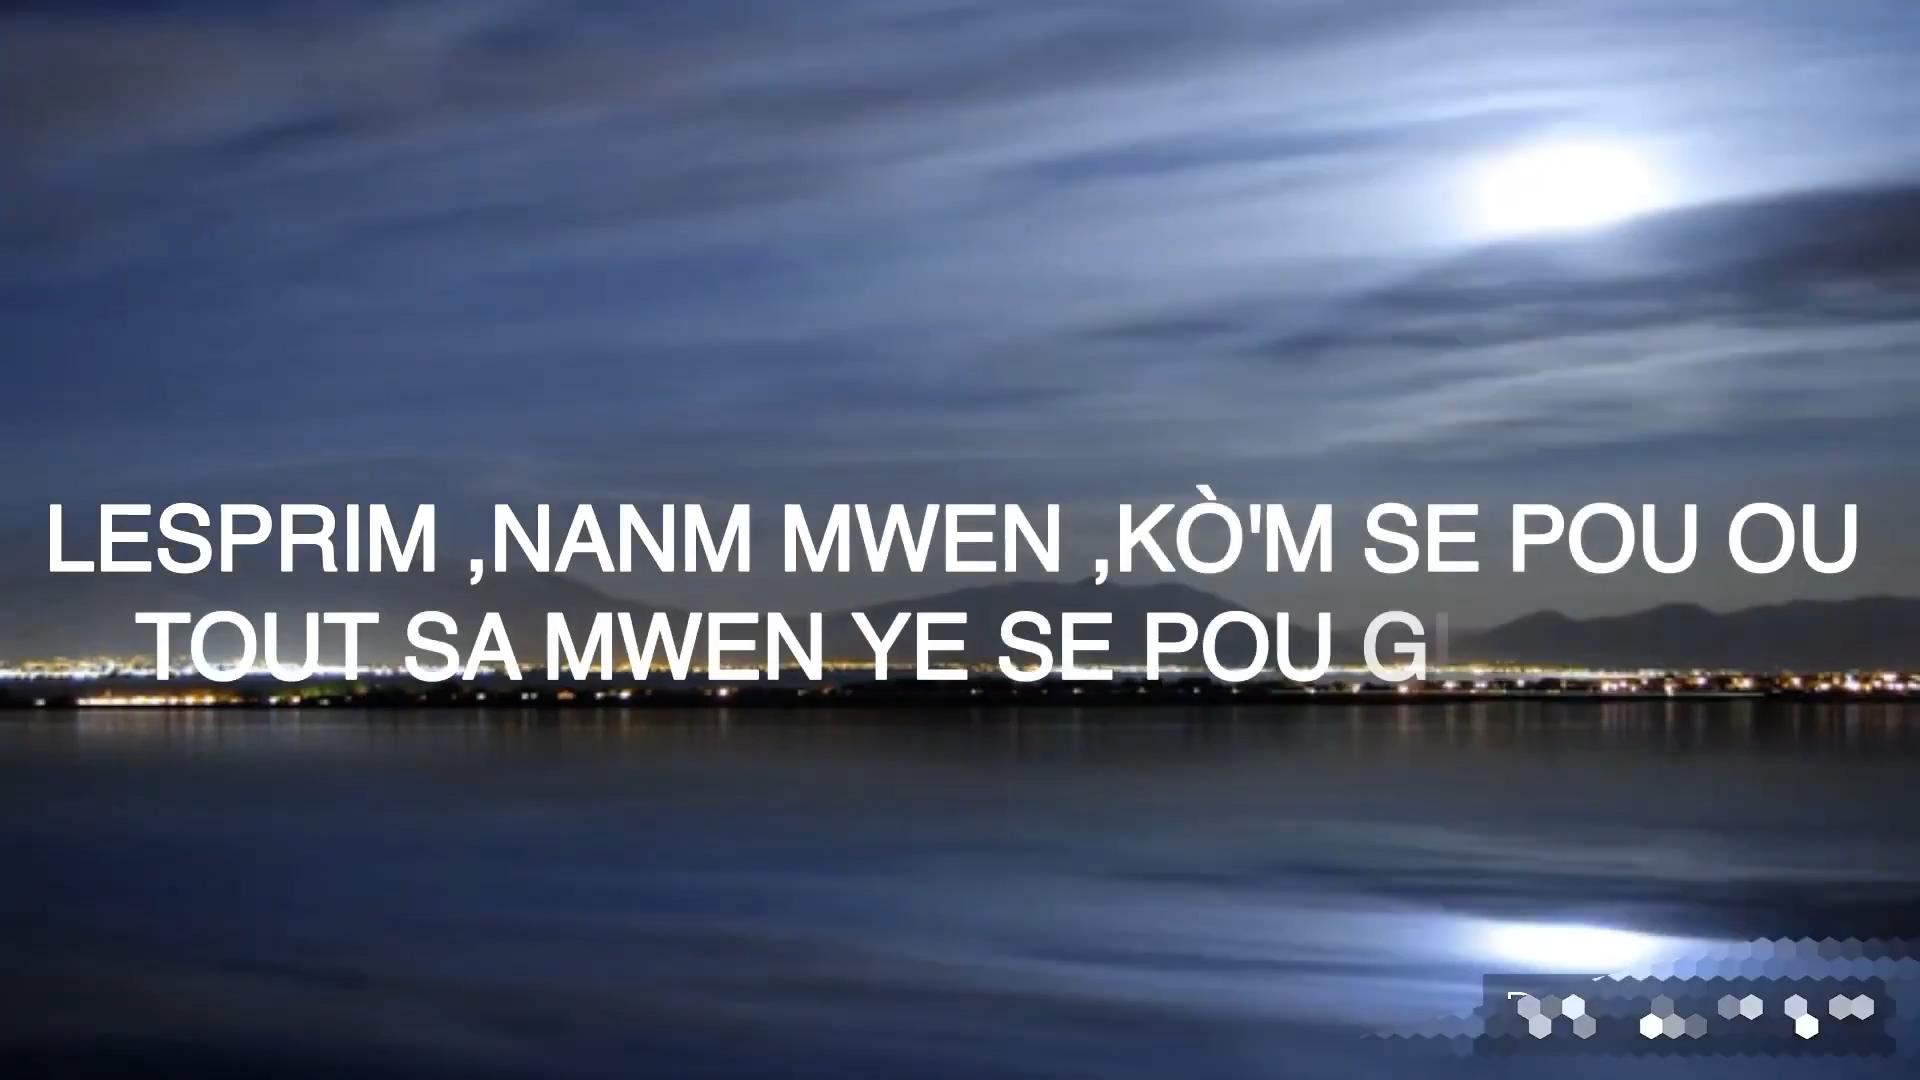 LESPRIM ,NANM MWEN ,KÒ'M SE POU OU
TOUT SA MWEN YE SE POU